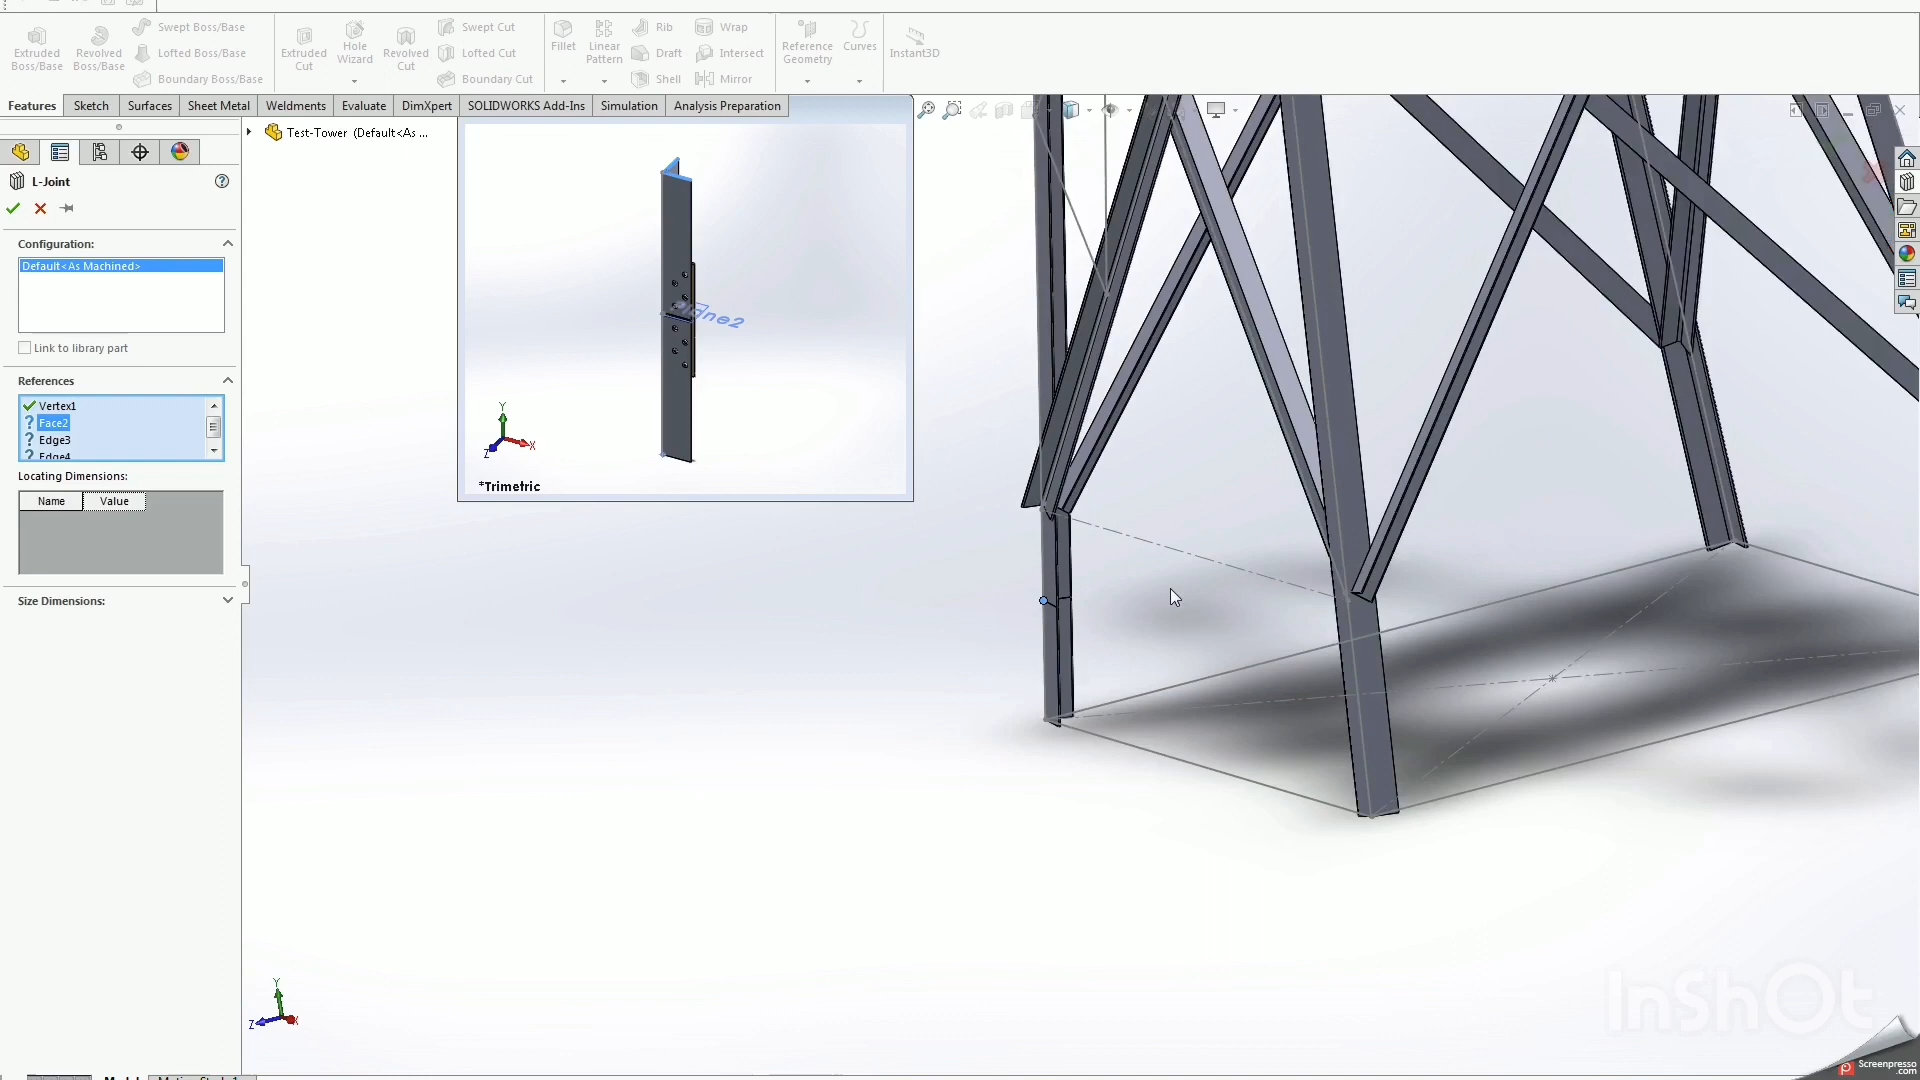 Extruded Boss/Base
Revolved Boss/Base
Swept Boss/Base
Lofted Boss/Base
Boundary Boss/Base
Extruded Cut
Hole Wizard
Revolved Cut
Swept Cut
Lofted Cut
Boundary Cut
Fillet
Linear Pattern
Rib
Draft
Shell
Wrap
Intersect
Mirror
Reference Geometry
Curves
Instant3D
Features
Sketch
Surfaces
Sheet Metal
Weldments
Evaluate
DimXpert
SOLIDWORKS Add-Ins
Simulation
Analysis Preparation
Test-Tower (Default<As ...
L-Joint
Configuration:
Default<As Machined>
Link to library part
References
Vertex1
Face2
Edge3
Edge4
Locating Dimensions:
Name Value
Size Dimensions:
Y
X
Z
*Trimetric
Y
Z
X
InShOt
Screenpresso
.com